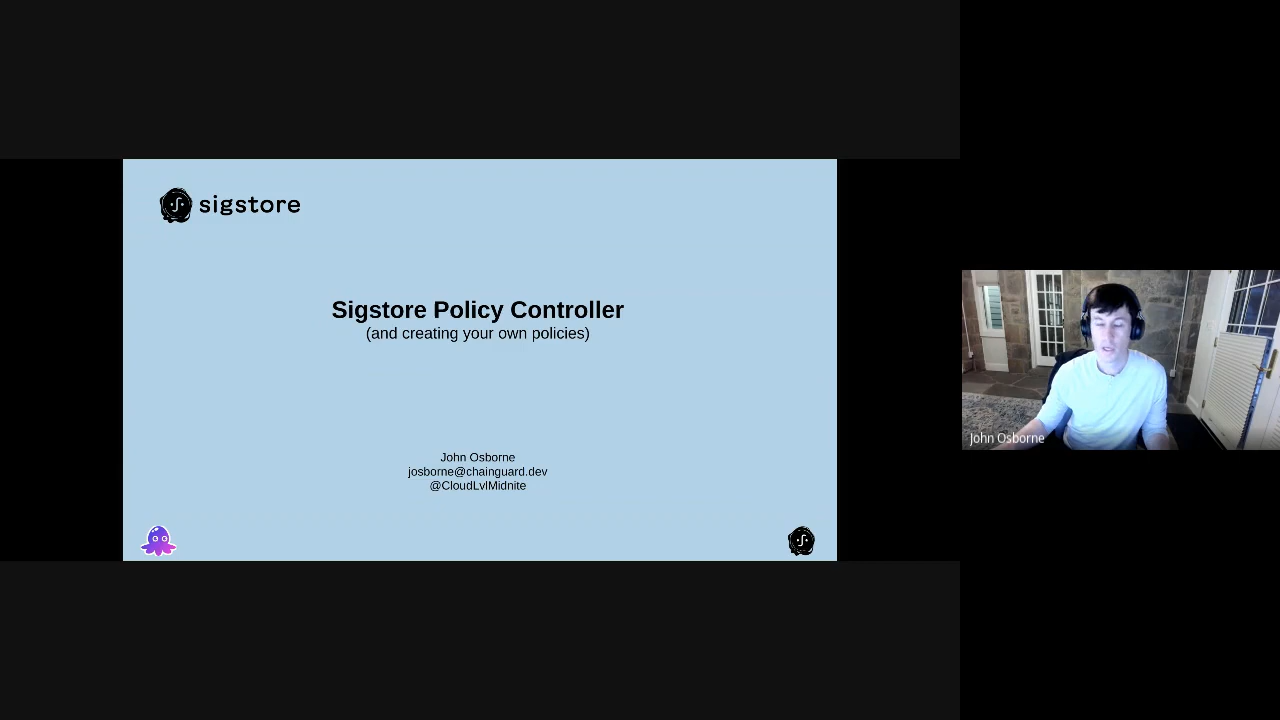 sigstore
Sigstore Policy Controller
(and creating your own policies)
John Osborne
josborne@chainguard.dev
@CloudLvlMidnite
John Osborne